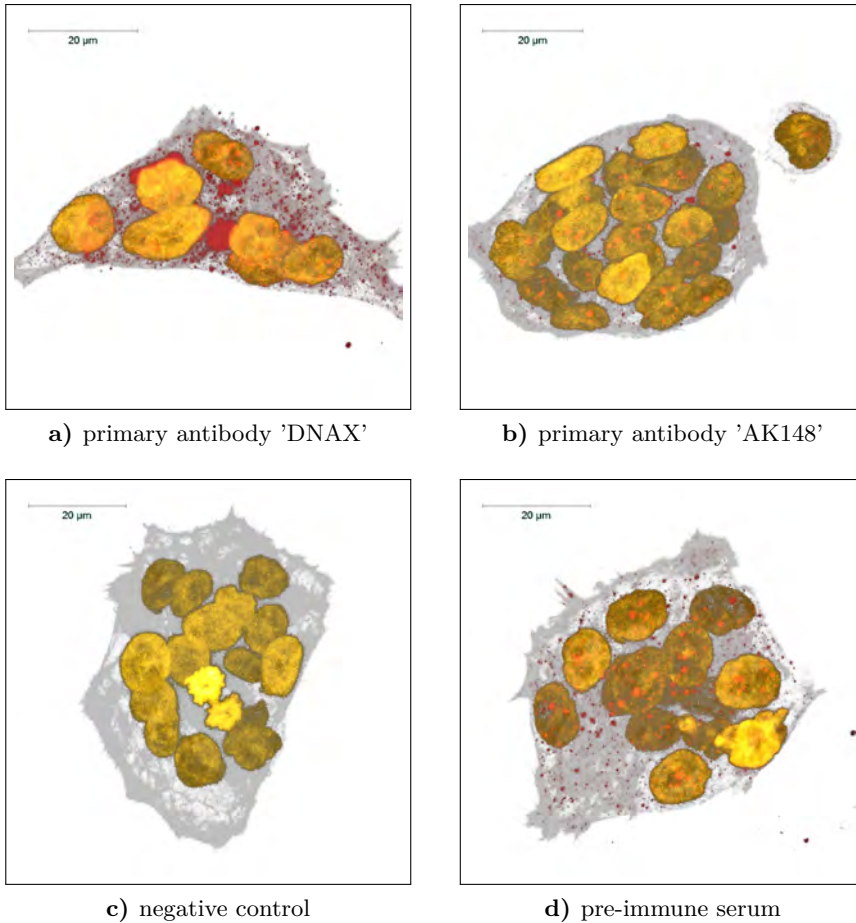 20 µm
20 µm
a) primary antibody 'DNAX'
b) primary antibody 'AK148'
20 µm
20 µm
c) negative control
d) pre-immune serum